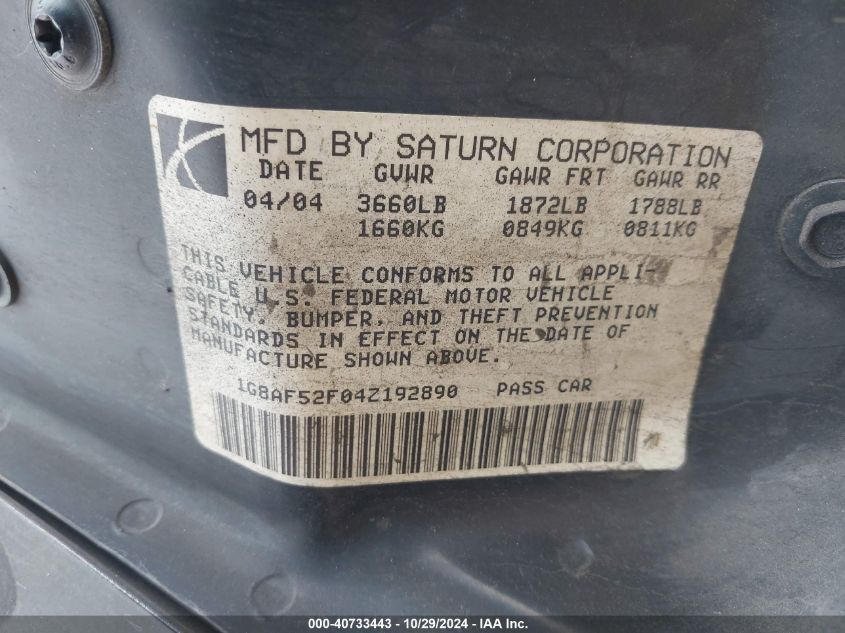 MFD BY SATURN CORPORATION
DATE GVWR GAWR FRT GAWR RR
04/04 3660LB 1872LB 1788LB
1660KG 0849KG 0811KG
THIS VEHICLE CONFORMS TO ALL APPLI-
CABLE U.S. FEDERAL MOTOR VEHICLE
SAFETY, BUMPER, AND THEFT PREVENTION
STANDARDS IN EFFECT ON THE DATE OF
MANUFACTURE SHOWN ABOVE.
1G8AF52F04Z192890 PASS CAR
000-40733443 - 10/29/2024 - IAA Inc.